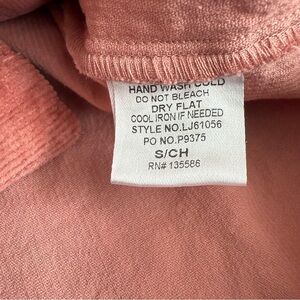 HAND WASH COLD
DO NOT BLEACH
DRY FLAT
COOL IRON IF NEEDED
STYLE NO.LJ61056
PO NO.P9375
S/CH
RN# 135586